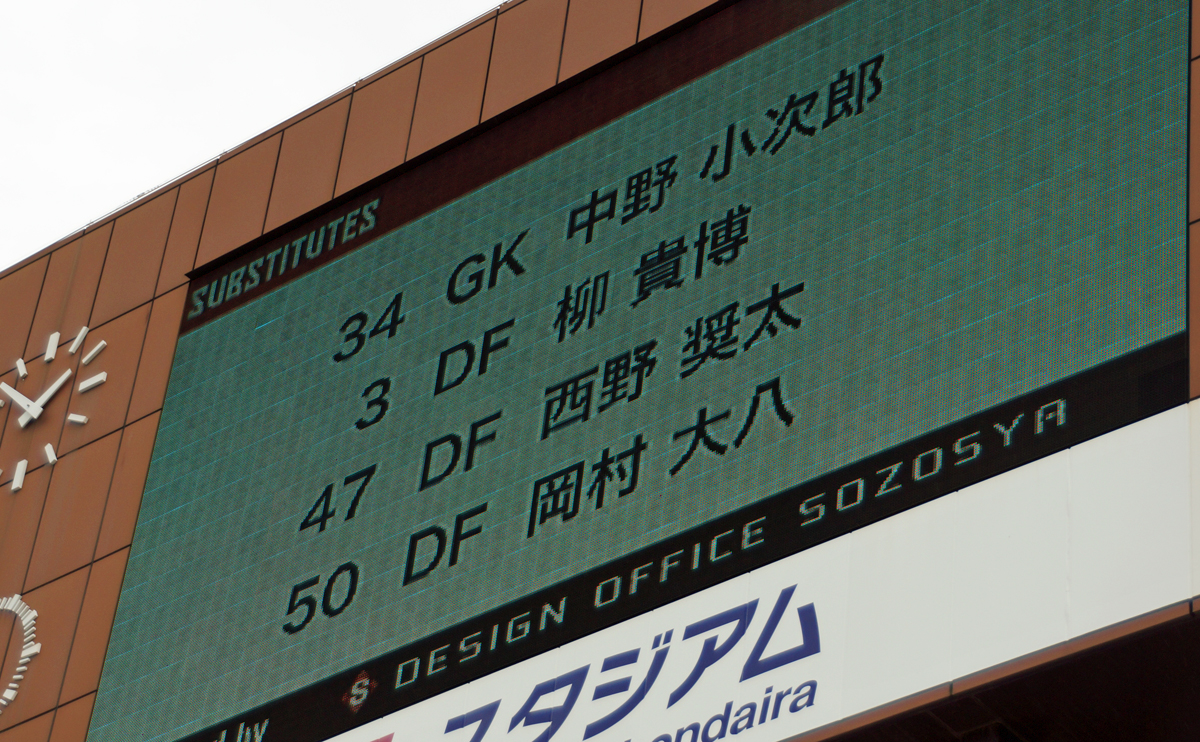 SUBSTITUTES
34 GK 中野 小次郎
3 DF 柳 貴博
47 DF 西野 奨太
50 DF 岡村 大八
by S DESIGN OFFICE SOZOSYA
スタジアム